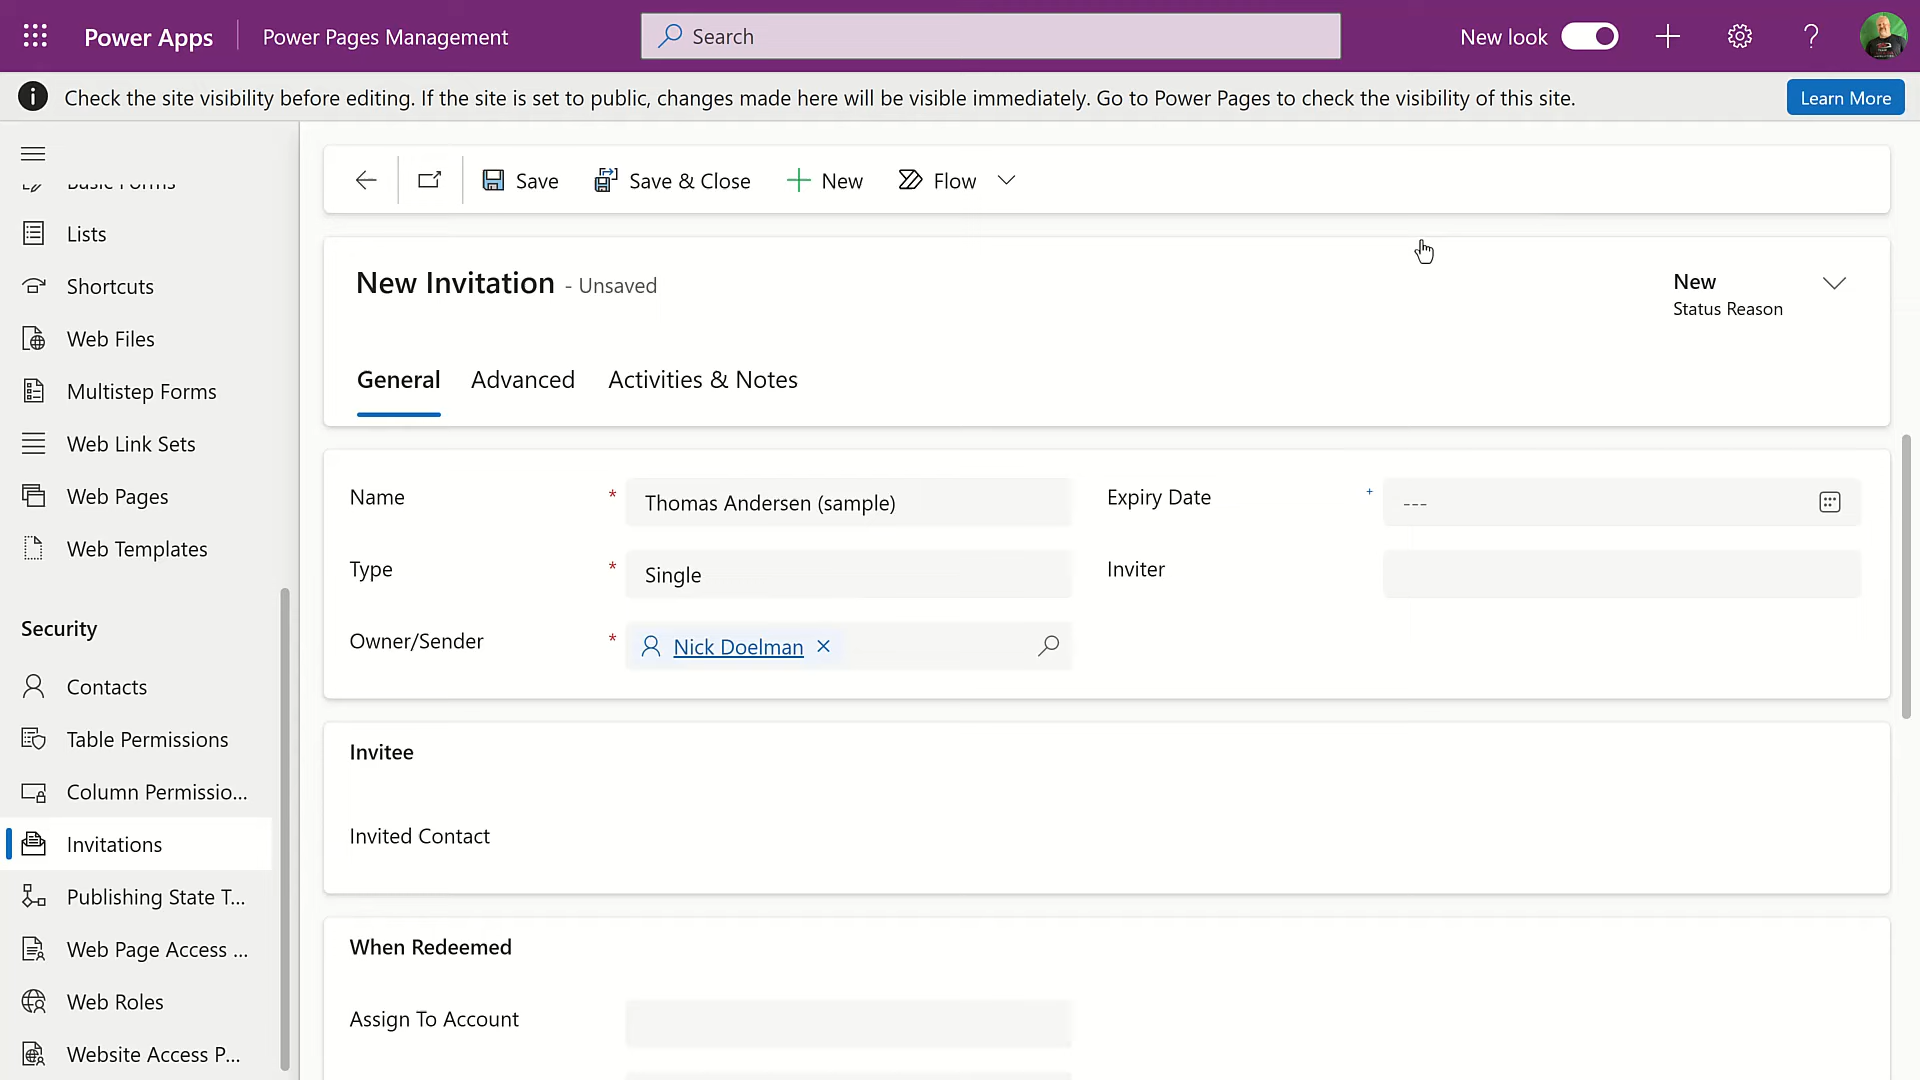 Power Apps
Power Pages Management
Search
New look
Check the site visibility before editing. If the site is set to public, changes made here will be visible immediately. Go to Power Pages to check the visibility of this site.
Learn More
Basic Forms
Lists
Shortcuts
Web Files
Multistep Forms
Web Link Sets
Web Pages
Web Templates
Security
Contacts
Table Permissions
Column Permissio...
Invitations
Publishing State T...
Web Page Access ...
Web Roles
Website Access P...
Save
Save & Close
New
Flow
New Invitation - Unsaved
New
Status Reason
General
Advanced
Activities & Notes
Name * Thomas Andersen (sample)
Expiry Date + ---
Type * Single
Inviter
Owner/Sender * Nick Doelman
Invitee
Invited Contact
When Redeemed
Assign To Account